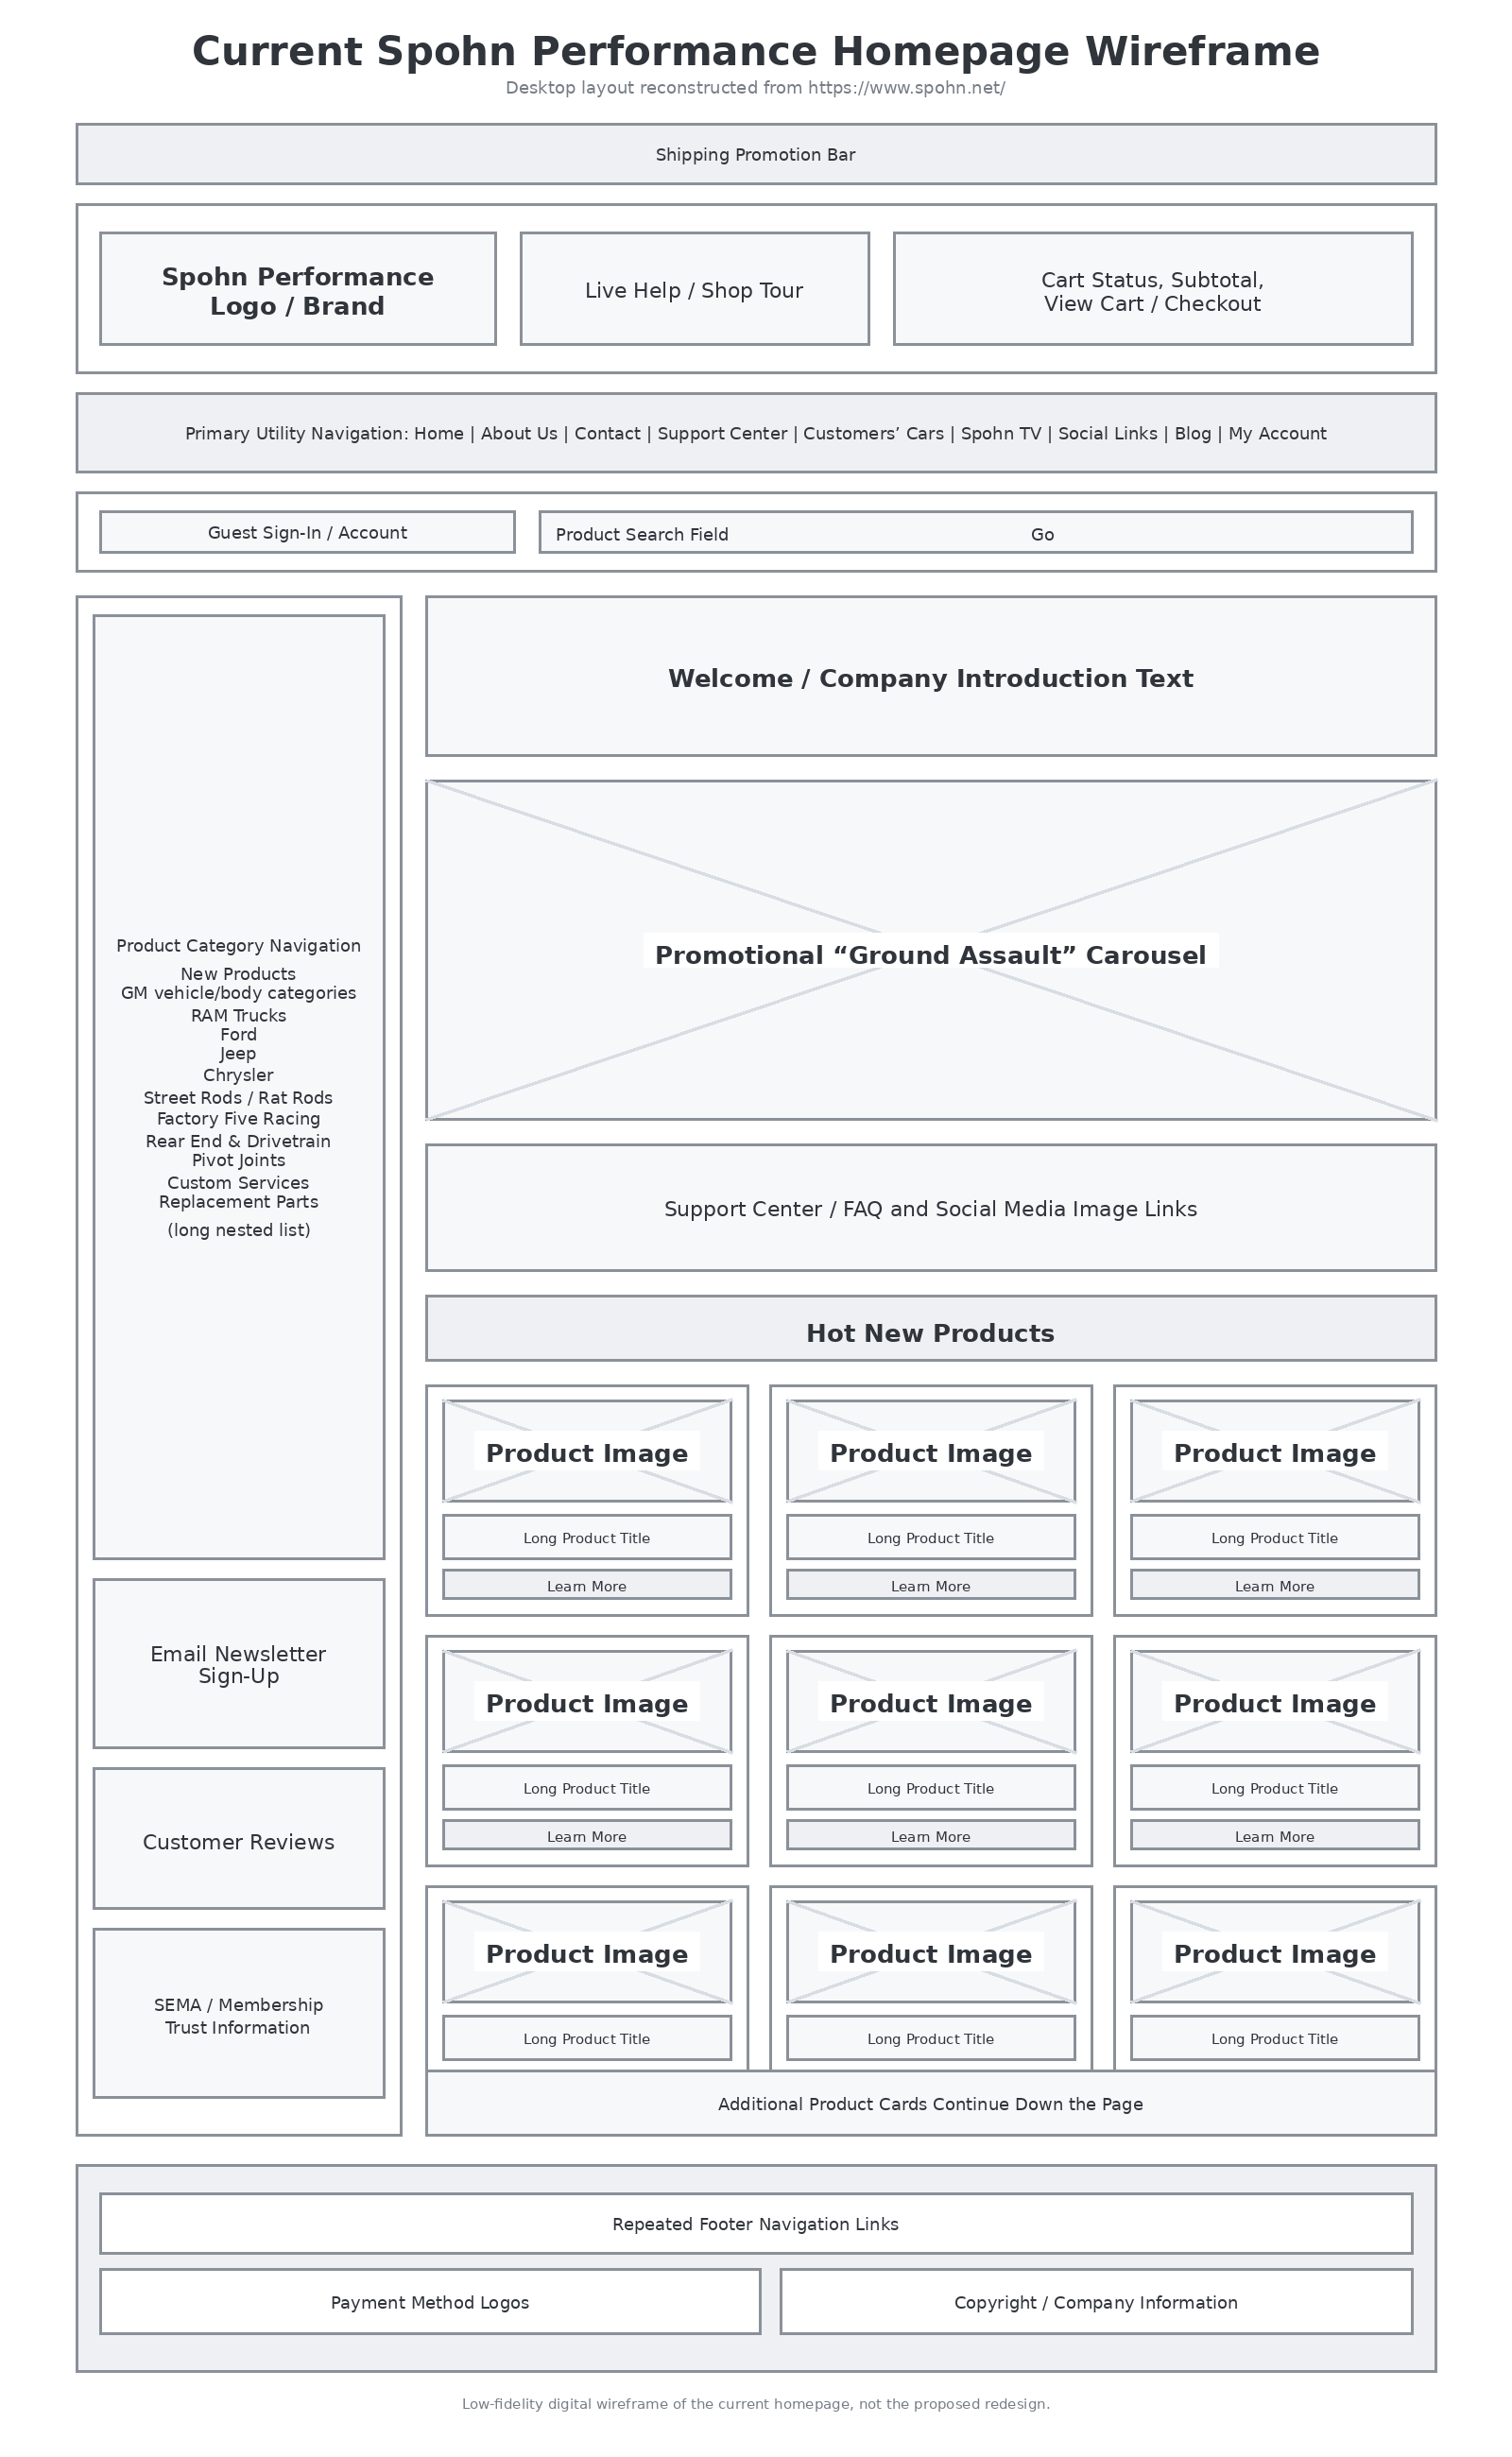 Current Spohn Performance Homepage Wireframe
Desktop layout reconstructed from https://www.spohn.net/
Shipping Promotion Bar
Spohn Performance
Logo / Brand
Live Help / Shop Tour
Cart Status, Subtotal,
View Cart / Checkout
Primary Utility Navigation: Home | About Us | Contact | Support Center | Customers’ Cars | Spohn TV | Social Links | Blog | My Account
Guest Sign-In / Account
Product Search Field
Go
Product Category Navigation
New Products
GM vehicle/body categories
RAM Trucks
Ford
Jeep
Chrysler
Street Rods / Rat Rods
Factory Five Racing
Rear End & Drivetrain
Pivot Joints
Custom Services
Replacement Parts
(long nested list)
Email Newsletter
Sign-Up
Customer Reviews
SEMA / Membership
Trust Information
Welcome / Company Introduction Text
Promotional “Ground Assault” Carousel
Support Center / FAQ and Social Media Image Links
Hot New Products
Product Image
Long Product Title
Learn More
Product Image
Long Product Title
Learn More
Product Image
Long Product Title
Learn More
Product Image
Long Product Title
Learn More
Product Image
Long Product Title
Learn More
Product Image
Long Product Title
Learn More
Product Image
Long Product Title
Product Image
Long Product Title
Product Image
Long Product Title
Additional Product Cards Continue Down the Page
Repeated Footer Navigation Links
Payment Method Logos
Copyright / Company Information
Low-fidelity digital wireframe of the current homepage, not the proposed redesign.